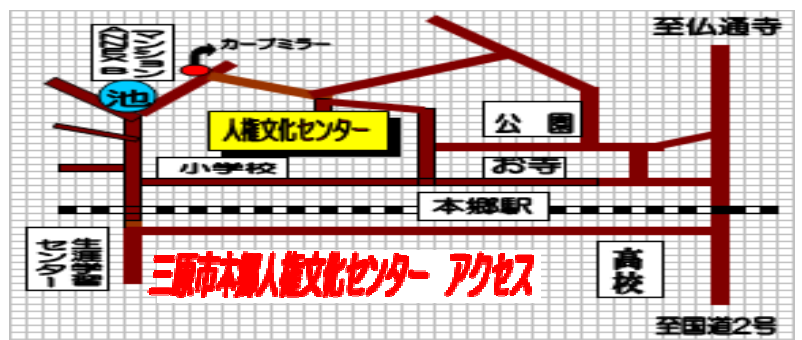 至仏通寺
カーブミラー
マンション
池
人権文化センター
公園
小学校
お寺
本郷駅
生涯学習
センター
高校
三原市本郷人権文化センター アクセス
至国道2号